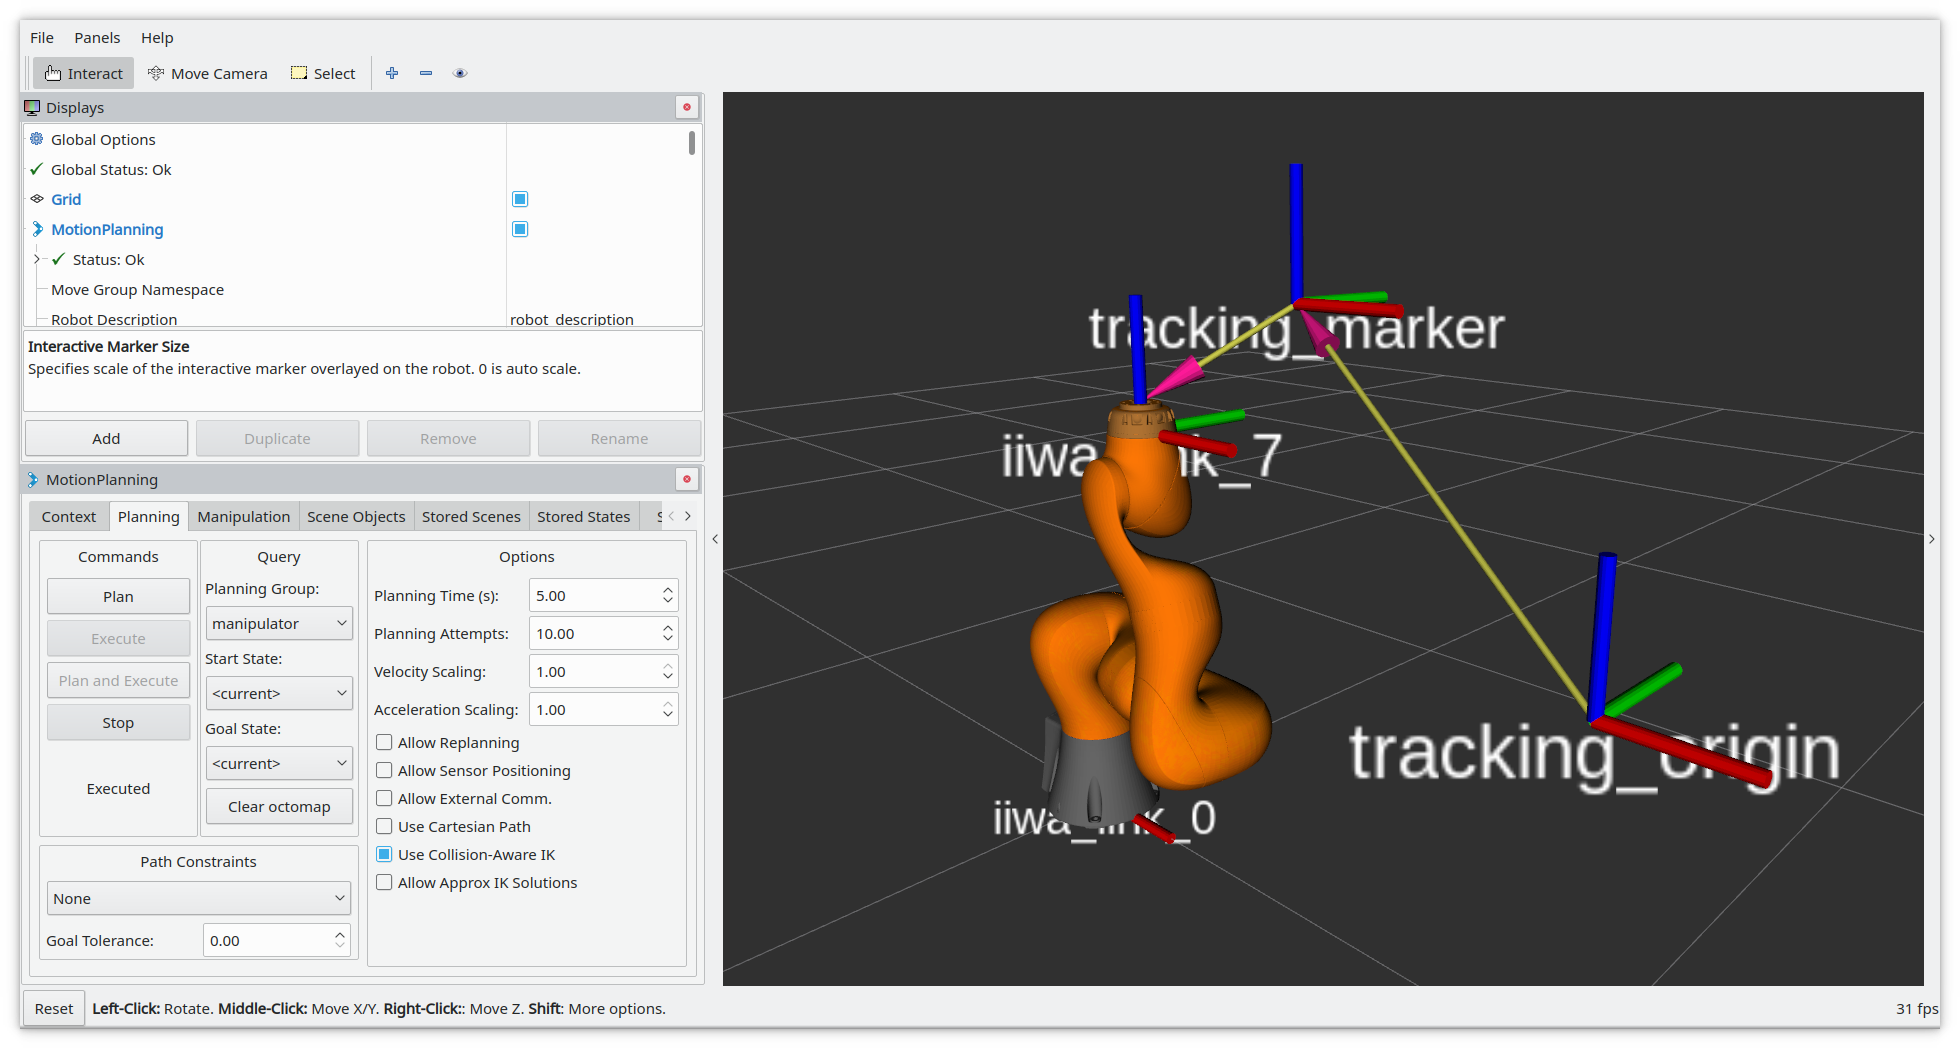 File Panels Help
Interact Move Camera Select
Displays
Global Options
Global Status: Ok
Grid
MotionPlanning
Status: Ok
Move Group Namespace
Robot Description robot_description
Interactive Marker Size
Specifies scale of the interactive marker overlayed on the robot. 0 is auto scale.
Add Duplicate Remove Rename
MotionPlanning
Context Planning Manipulation Scene Objects Stored Scenes Stored States
Commands
Plan
Execute
Plan and Execute
Stop
Executed
Query
Planning Group:
manipulator
Start State:
<current>
Goal State:
<current>
Clear octomap
Path Constraints
None
Goal Tolerance: 0.00
Options
Planning Time (s): 5.00
Planning Attempts: 10.00
Velocity Scaling: 1.00
Acceleration Scaling: 1.00
Allow Replanning
Allow Sensor Positioning
Allow External Comm.
Use Cartesian Path
Use Collision-Aware IK
Allow Approx IK Solutions
tracking_marker
iiwa_link_7
tracking_origin
iiwa_link_0
Reset Left-Click: Rotate. Middle-Click: Move X/Y. Right-Click:: Move Z. Shift: More options. 31 fps